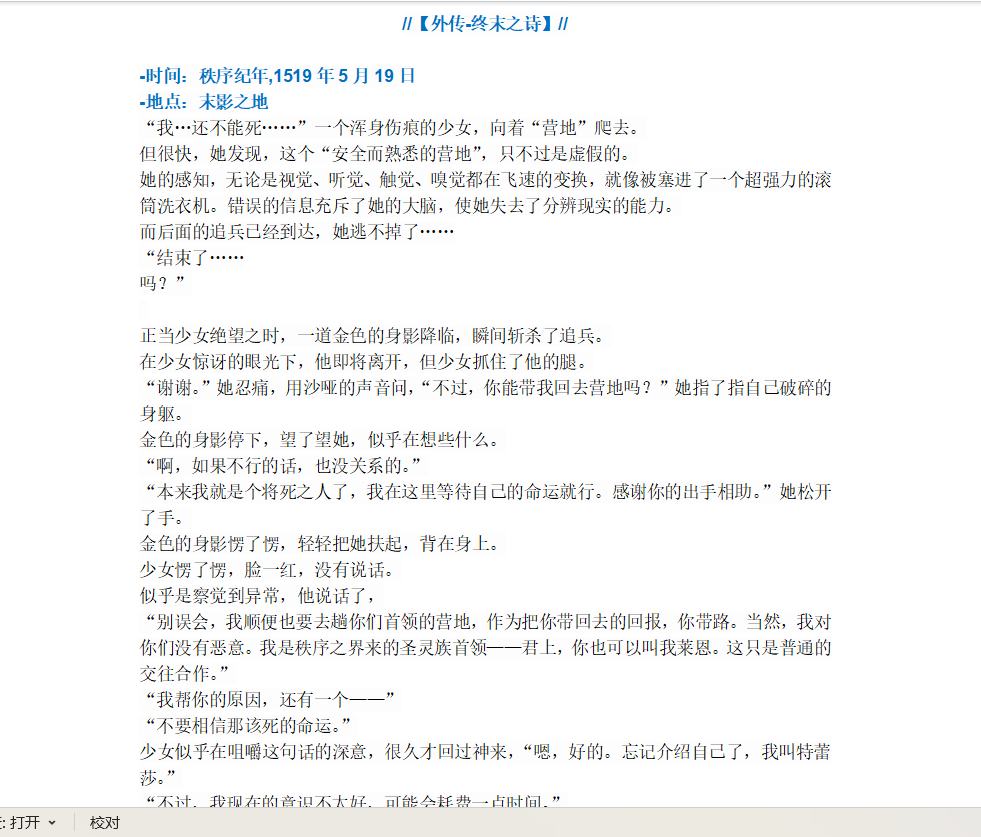 //【外传-终末之诗】//
-时间：秩序纪年,1519 年 5 月 19 日
-地点：末影之地
“我…还不能死……”一个浑身伤痕的少女，向着“营地”爬去。
但很快，她发现，这个“安全而熟悉的营地”，只不过是虚假的。
她的感知，无论是视觉、听觉、触觉、嗅觉都在飞速的变换，就像被塞进了一个超强力的滚
筒洗衣机。错误的信息充斥了她的大脑，使她失去了分辨现实的能力。
而后面的追兵已经到达，她逃不掉了……
“结束了……
吗？”
正当少女绝望之时，一道金色的身影降临，瞬间斩杀了追兵。
在少女惊讶的眼光下，他即将离开，但少女抓住了他的腿。
“谢谢。”她忍痛，用沙哑的声音问，“不过，你能带我回去营地吗？”她指了指自己破碎的
身躯。
金色的身影停下，望了望她，似乎在想些什么。
“啊，如果不行的话，也没关系的。”
“本来我就是个将死之人了，我在这里等待自己的命运就行。感谢你的出手相助。”她松开
了手。
金色的身影愣了愣，轻轻把她扶起，背在身上。
少女愣了愣，脸一红，没有说话。
似乎是察觉到异常，他说话了，
“别误会，我顺便也要去趟你们首领的营地，作为把你带回去的回报，你带路。当然，我对
你们没有恶意。我是秩序之界来的圣灵族首领——君上，你也可以叫我莱恩。这只是普通的
交往合作。”
“我帮你的原因，还有一个——”
“不要相信那该死的命运。”
少女似乎在咀嚼这句话的深意，很久才回过神来，“嗯，好的。忘记介绍自己了，我叫特蕾
莎。”
“不过，我现在的意识不太好，可能会耗费一点时间。”
: 打开 校对